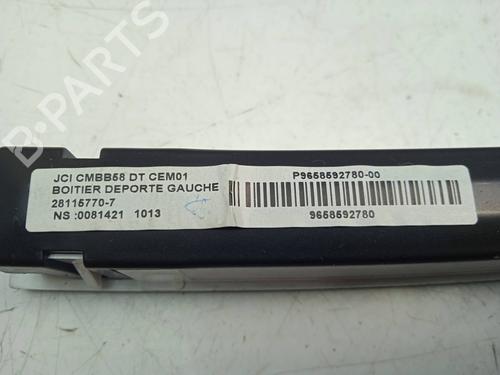 JCI CMBB58 DT CEM01
BOITIER DEPORTE GAUCHE
28115770-7
NS :0081421 1013
P9658592780-00
9658592780
B-PARTS